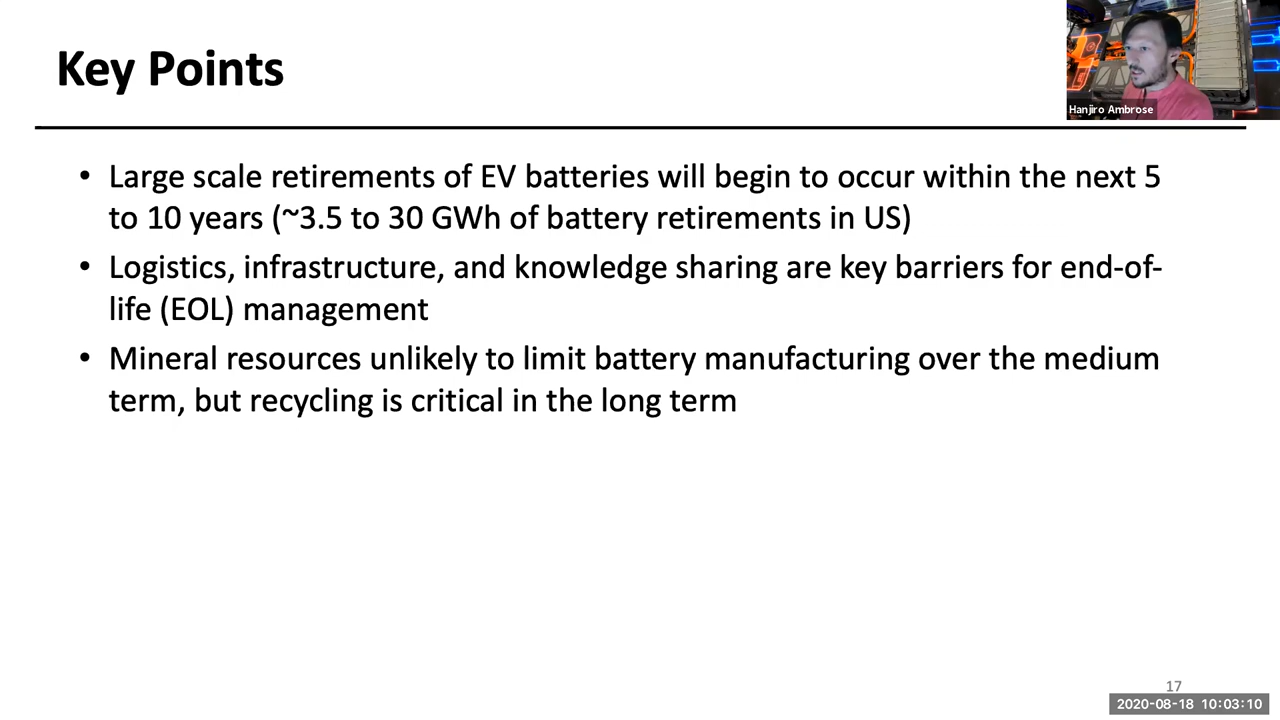 Key Points
Hanjiro Ambrose
• Large scale retirements of EV batteries will begin to occur within the next 5
to 10 years (~3.5 to 30 GWh of battery retirements in US)
• Logistics, infrastructure, and knowledge sharing are key barriers for end-of-
life (EOL) management
• Mineral resources unlikely to limit battery manufacturing over the medium
term, but recycling is critical in the long term
17
2020-08-18 10:03:10